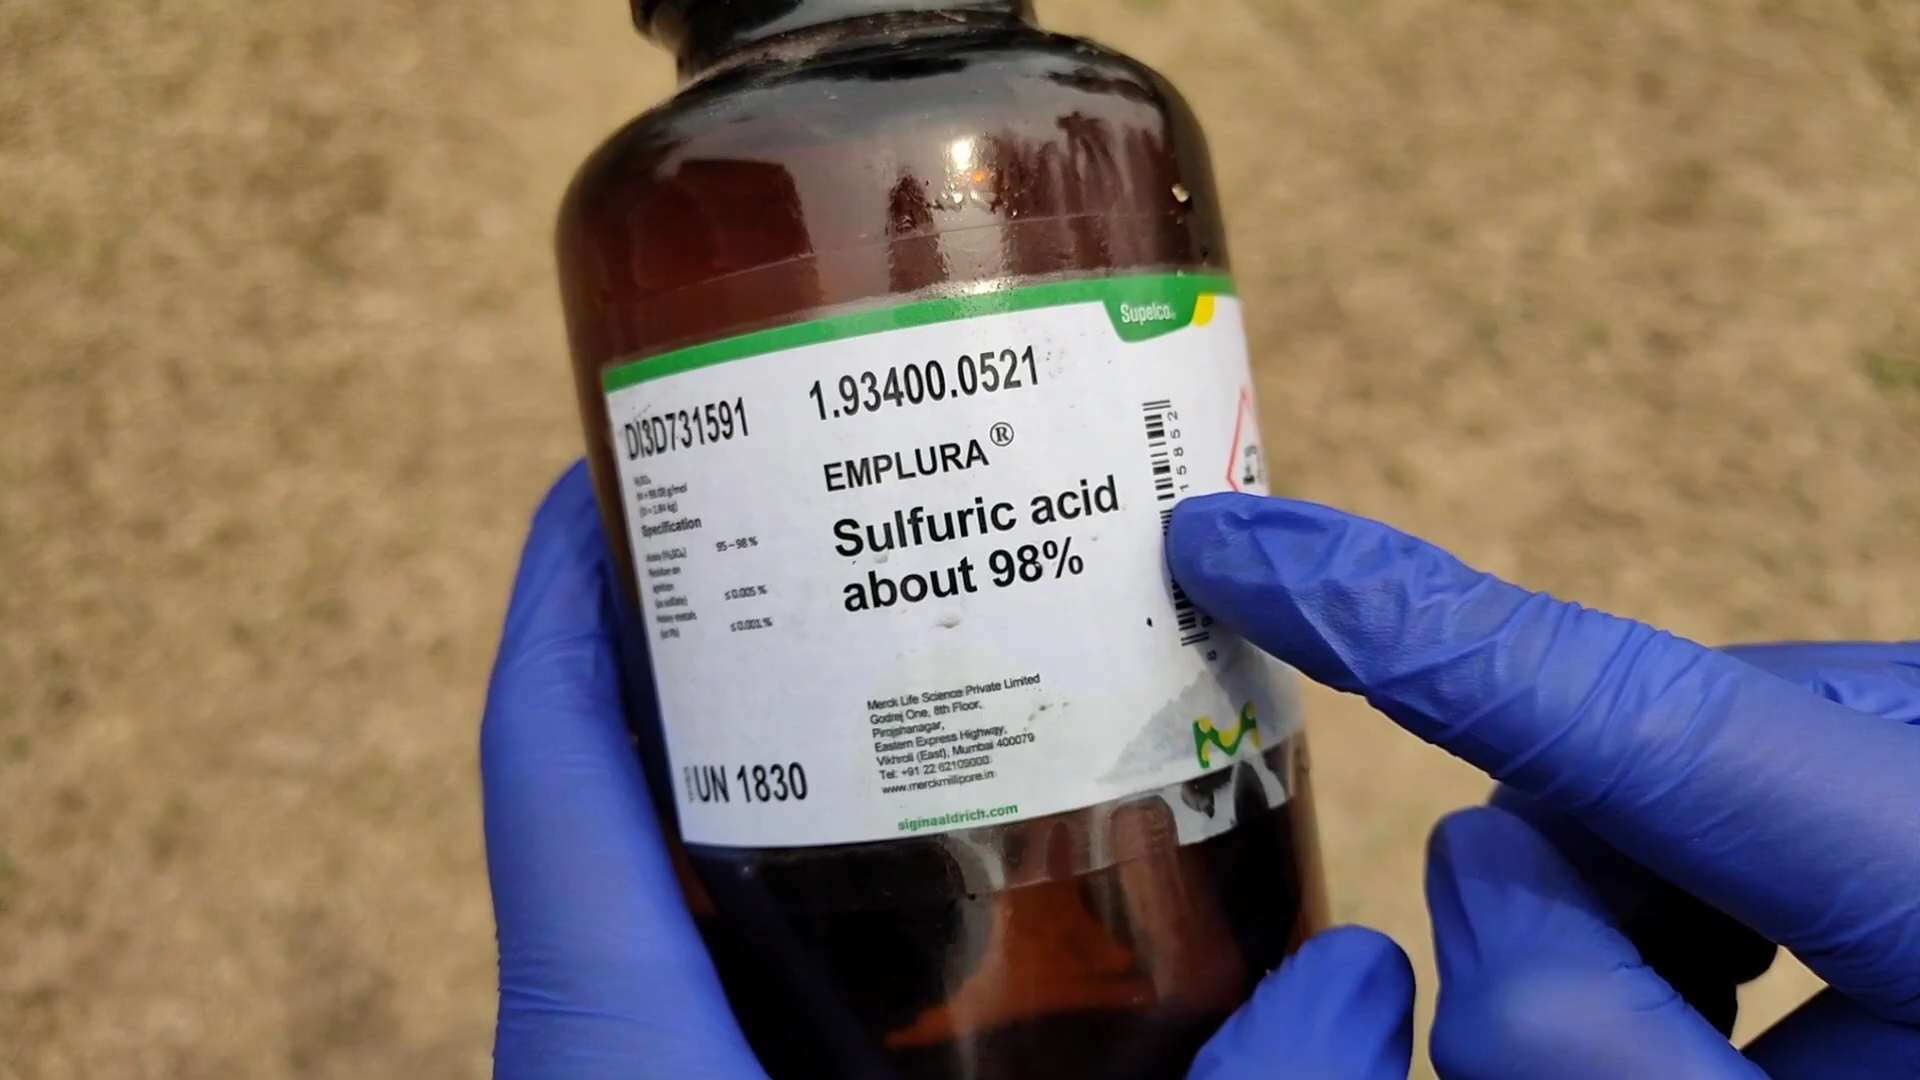 Supelco
DI3D731591
1.93400.0521
EMPLURA®
Sulfuric acid
about 98%
H₂SO₄
M = 98.08 g/mol
(1l = 1.84 kg)
Specification
Assay (H₂SO₄) 95–98 %
Residue on
ignition
(as sulfate) ≤ 0.005 %
Heavy metals
(as Pb) ≤ 0.001 %
15852
UN 1830
Merck Life Science Private Limited
Godrej One, 8th Floor,
Pirojshanagar,
Eastern Express Highway,
Vikhroli (East), Mumbai 400079
Tel: +91 22 62109000
www.merckmillipore.in
sigmaaldrich.com